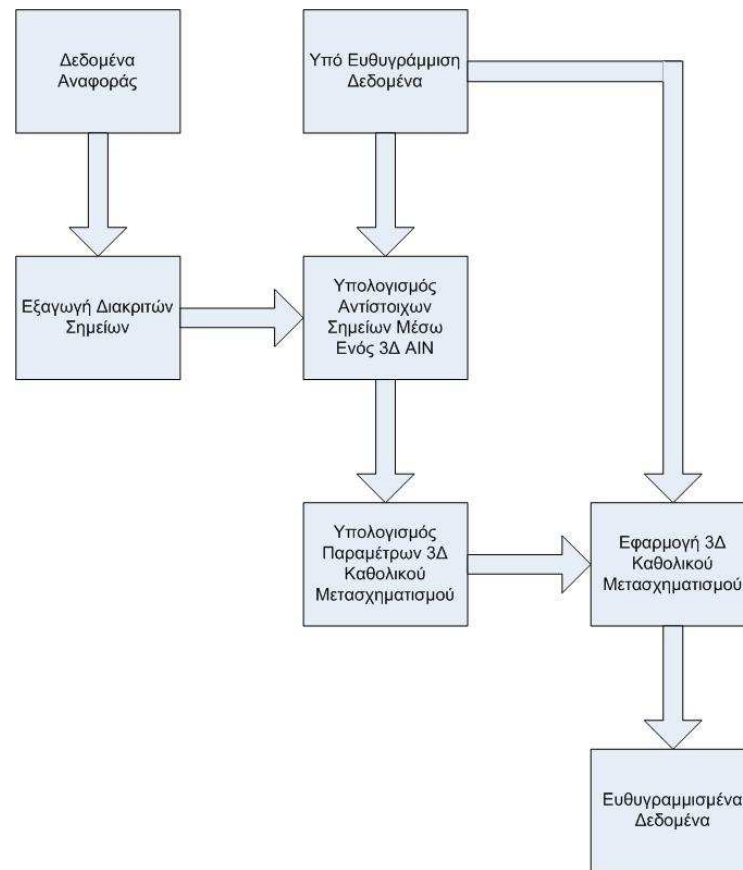 Δεδομένα
Αναφοράς
Υπό Ευθυγράμμιση
Δεδομένα
Εξαγωγή Διακριτών
Σημείων
Υπολογισμός
Αντίστοιχων
Σημείων Μέσω
Ενός 3Δ ΑΙΝ
Υπολογισμός
Παραμέτρων 3Δ
Καθολικού
Μετασχηματισμού
Εφαρμογή 3Δ
Καθολικού
Μετασχηματισμού
Ευθυγραμμισμένα
Δεδομένα